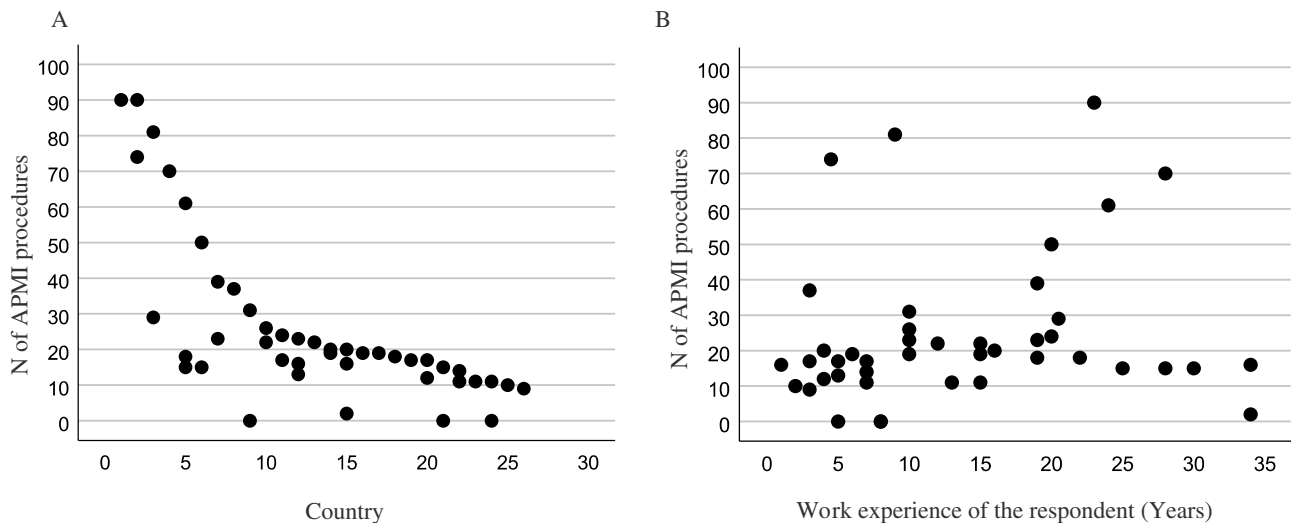 A
N of APMI procedures
100
90
80
70
60
50
40
30
20
10
0
0 5 10 15 20 25 30
Country
B
N of APMI procedures
100
90
80
70
60
50
40
30
20
10
0
0 5 10 15 20 25 30 35
Work experience of the respondent (Years)